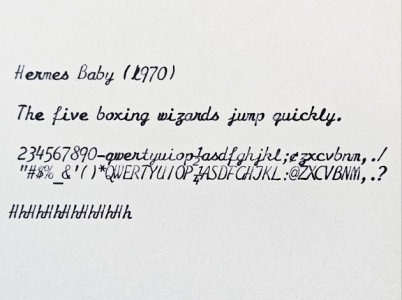 Hermes Baby (1970)
The five boxing wizards jump quickly.
234567890-qwertyuiop½asdfghjkl;¢zxcvbnm,./
"#$%_&'()*QWERTYUIOP¼ASDFGHJKL:@ZXCVBNM,.?
HhHhHhHhHhHhHh